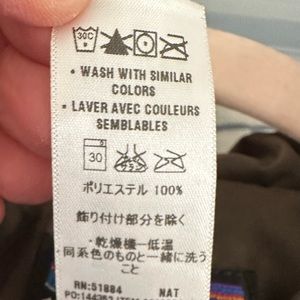 30C
• WASH WITH SIMILAR
COLORS
• LAVER AVEC COULEURS
SEMBLABLES
30
ポリエステル 100%
飾り付け部分を除く
・乾燥機ー低温
・同系色のものと一緒に洗う
こと
RN:51884 NAT